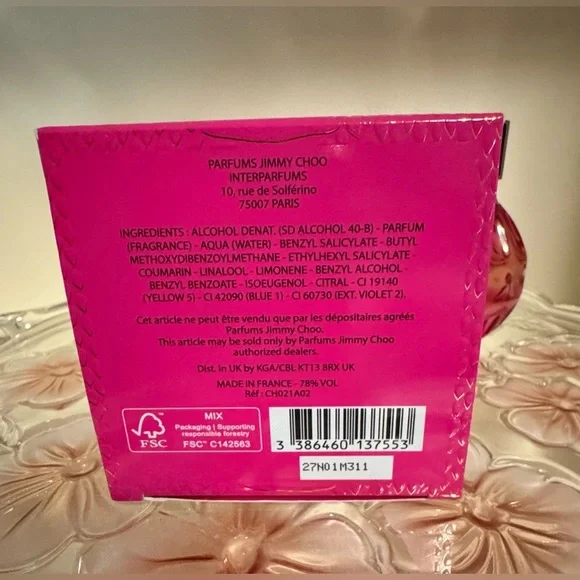 PARFUMS JIMMY CHOO
INTERPARFUMS
10, rue de Solférino
75007 PARIS
INGREDIENTS : ALCOHOL DENAT. (SD ALCOHOL 40-B) - PARFUM
(FRAGRANCE) - AQUA (WATER) - BENZYL SALICYLATE - BUTYL
METHOXYDIBENZOYLMETHANE - ETHYLHEXYL SALICYLATE -
COUMARIN - LINALOOL - LIMONENE - BENZYL ALCOHOL -
BENZYL BENZOATE - ISOEUGENOL - CITRAL - CI 19140
(YELLOW 5) - CI 42090 (BLUE 1) - CI 60730 (EXT. VIOLET 2).
Cet article ne peut être vendu que par les dépositaires agréés
Parfums Jimmy Choo.
This article may be sold only by Parfums Jimmy Choo
authorized dealers.
Dist. in UK by KGA/CBL KT13 8RX UK
MADE IN FRANCE - 78% VOL
Réf : CH021A02
FSC
MIX
Packaging | Supporting
responsible forestry
FSC™ C142563
3 386460 137553
27N01M311